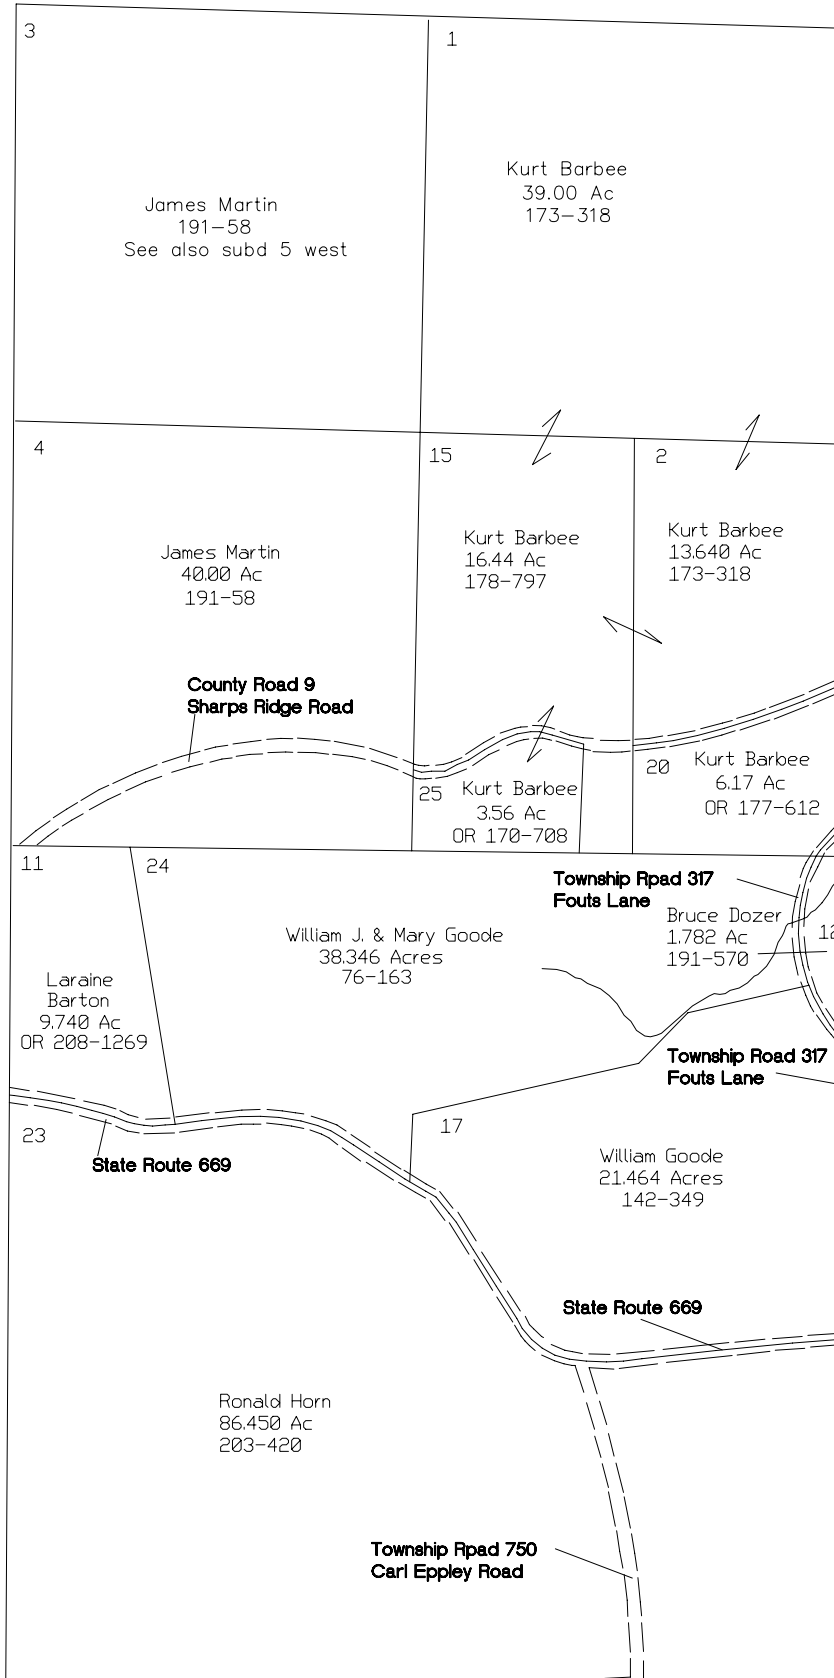 3
1
James Martin
191-58
See also subd 5 west
Kurt Barbee
39.00 Ac
173-318
4
15
2
James Martin
40.00 Ac
191-58
Kurt Barbee
16.44 Ac
178-797
Kurt Barbee
13.640 Ac
173-318
County Road 9
Sharps Ridge Road
25
Kurt Barbee
3.56 Ac
OR 170-708
20
Kurt Barbee
6.17 Ac
OR 177-612
11
24
Township Rpad 317
Fouts Lane
William J. & Mary Goode
38.346 Acres
76-163
Bruce Dozer
1.782 Ac
191-570
12
Laraine
Barton
9.740 Ac
OR 208-1269
Township Road 317
Fouts Lane
23
17
State Route 669
William Goode
21.464 Acres
142-349
State Route 669
Ronald Horn
86.450 Ac
203-420
Township Rpad 750
Carl Eppley Road